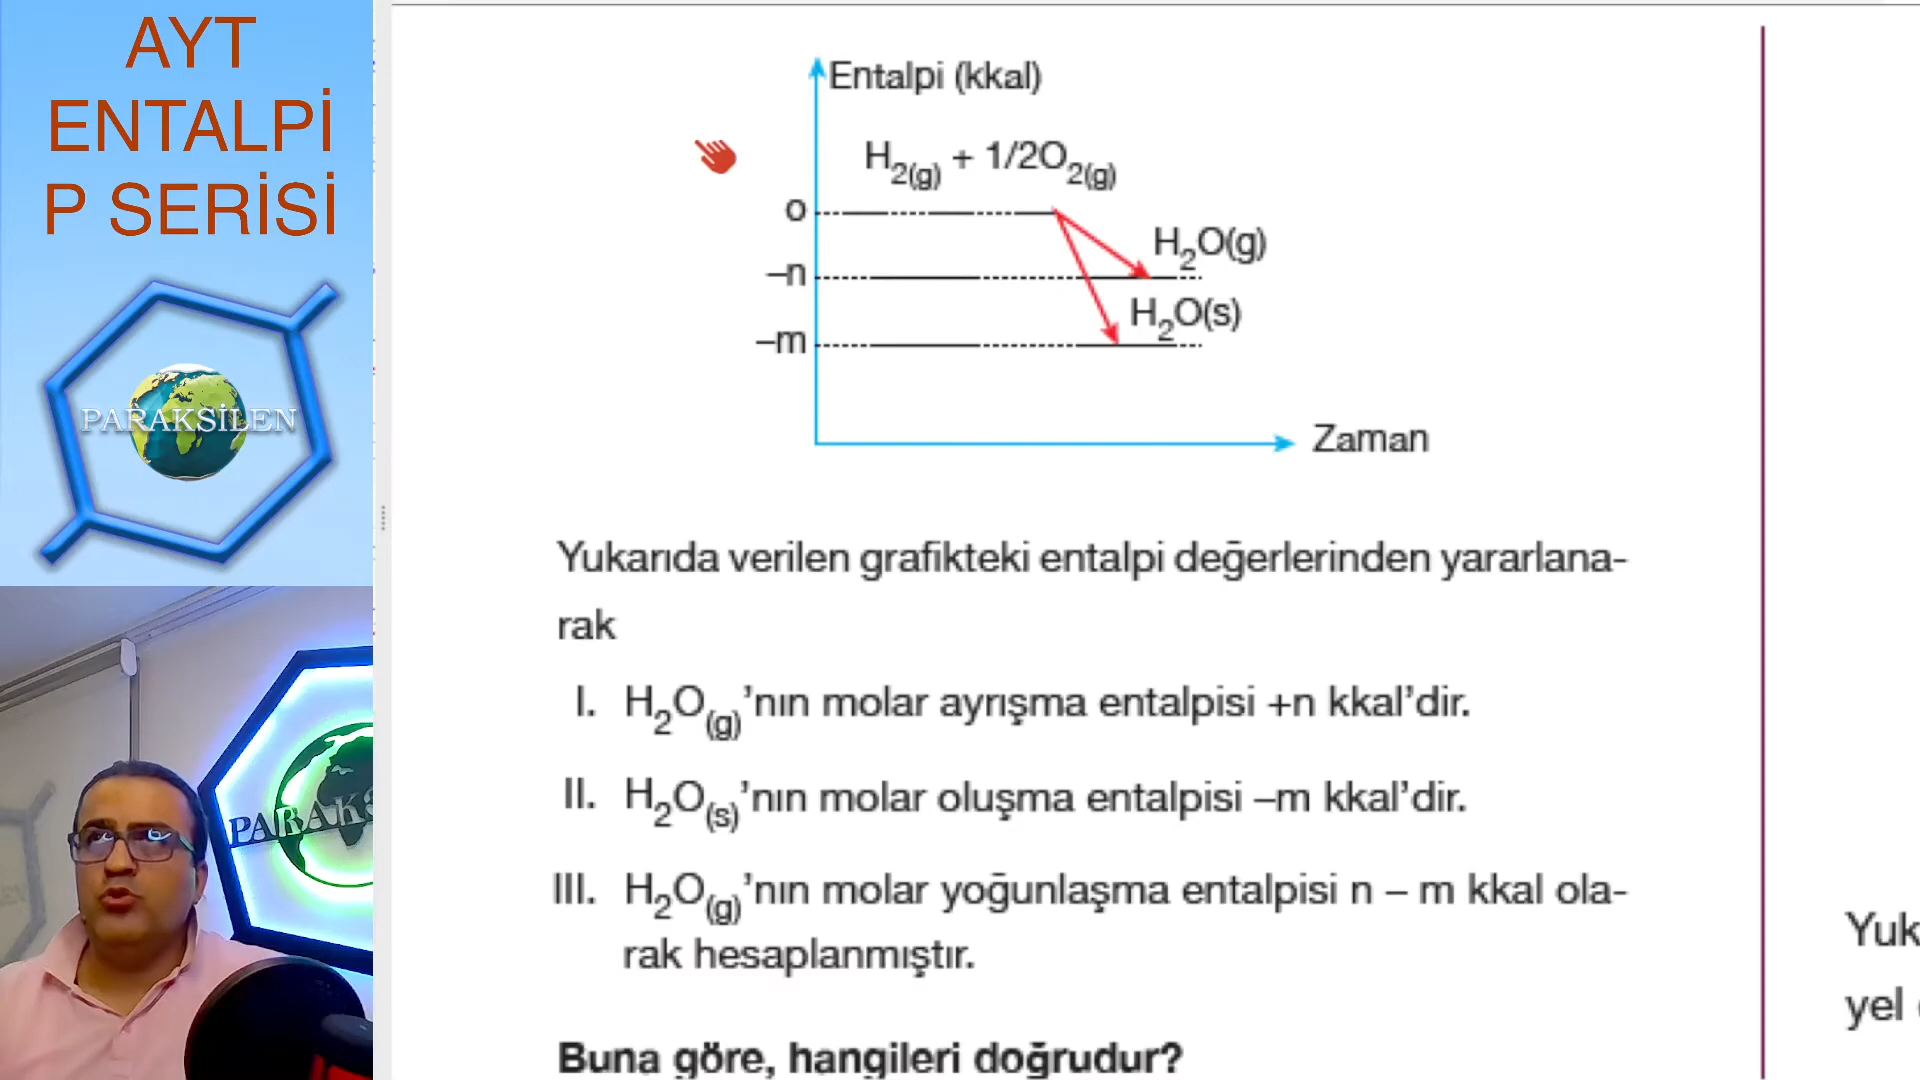 AYT
ENTALPİ
P SERİSİ
PARAKSİLEN
Entalpi (kkal)
H2(g) + 1/2O2(g)
0
–n
H2O(g)
–m
H2O(s)
Zaman
Yukarıda verilen grafikteki entalpi değerlerinden yararlana-
rak
I. H2O(g)’nın molar ayrışma entalpisi +n kkal’dir.
II. H2O(s)’nın molar oluşma entalpisi –m kkal’dir.
III. H2O(g)’nın molar yoğunlaşma entalpisi n – m kkal ola-
rak hesaplanmıştır.
Buna göre, hangileri doğrudur?
Yuk
yel